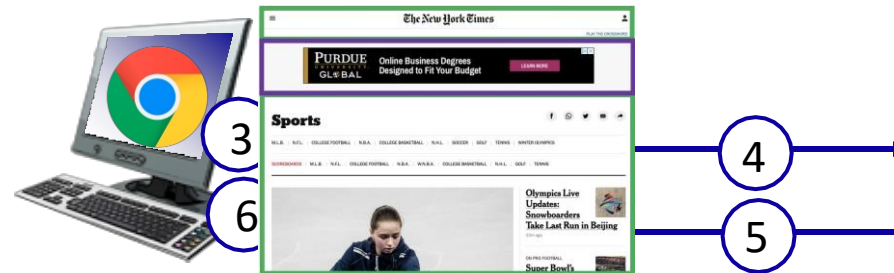 The New York Times
PLAY THE CROSSWORD
PURDUE
UNIVERSITY
GLOBAL
Online Business Degrees
Designed to Fit Your Budget
LEARN MORE
Sports
M.L.B. N.F.L. COLLEGE FOOTBALL N.B.A. COLLEGE BASKETBALL N.H.L. SOCCER GOLF TENNIS WINTER OLYMPICS
SCOREBOARDS M.L.B. N.F.L. COLLEGE FOOTBALL N.B.A. W.N.B.A. COLLEGE BASKETBALL N.H.L. GOLF TENNIS
3
4
6
5
Olympics Live
Updates:
Snowboarders
Take Last Run in Beijing
ON PRO FOOTBALL
Super Bowl's